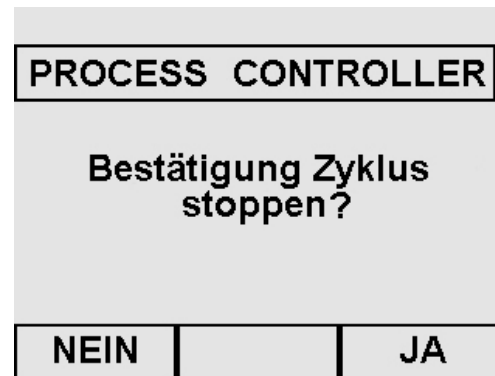 PROCESS CONTROLLER
Bestätigung Zyklus
stoppen?
NEIN
JA